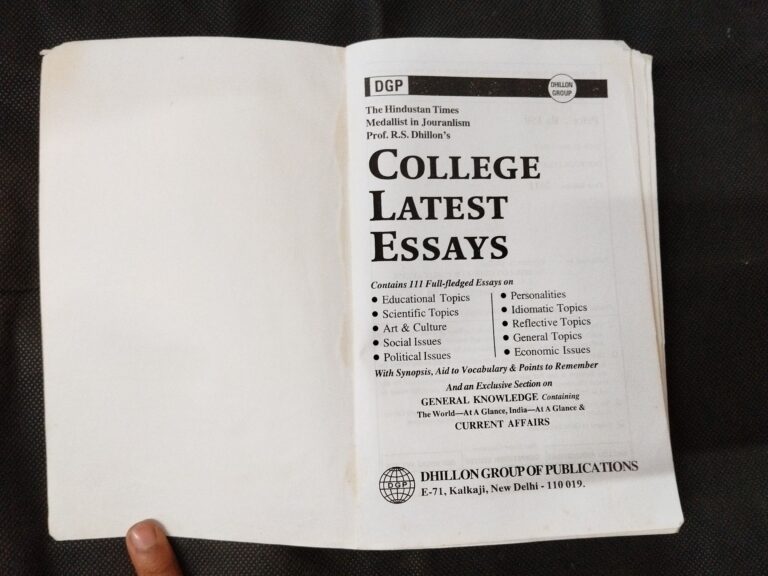 DGP
DHILLON
GROUP
The Hindustan Times
Medallist in Jouranlism
Prof. R.S. Dhillon's
COLLEGE
LATEST
ESSAYS
Contains 111 Full-fledged Essays on
• Educational Topics
• Scientific Topics
• Art & Culture
• Social Issues
• Political Issues
• Personalities
• Idiomatic Topics
• Reflective Topics
• General Topics
• Economic Issues
With Synopsis, Aid to Vocabulary & Points to Remember
And an Exclusive Section on
GENERAL KNOWLEDGE Containing
The World—At A Glance, India—At A Glance &
CURRENT AFFAIRS
DGP
DHILLON GROUP OF PUBLICATIONS
E-71, Kalkaji, New Delhi - 110 019.